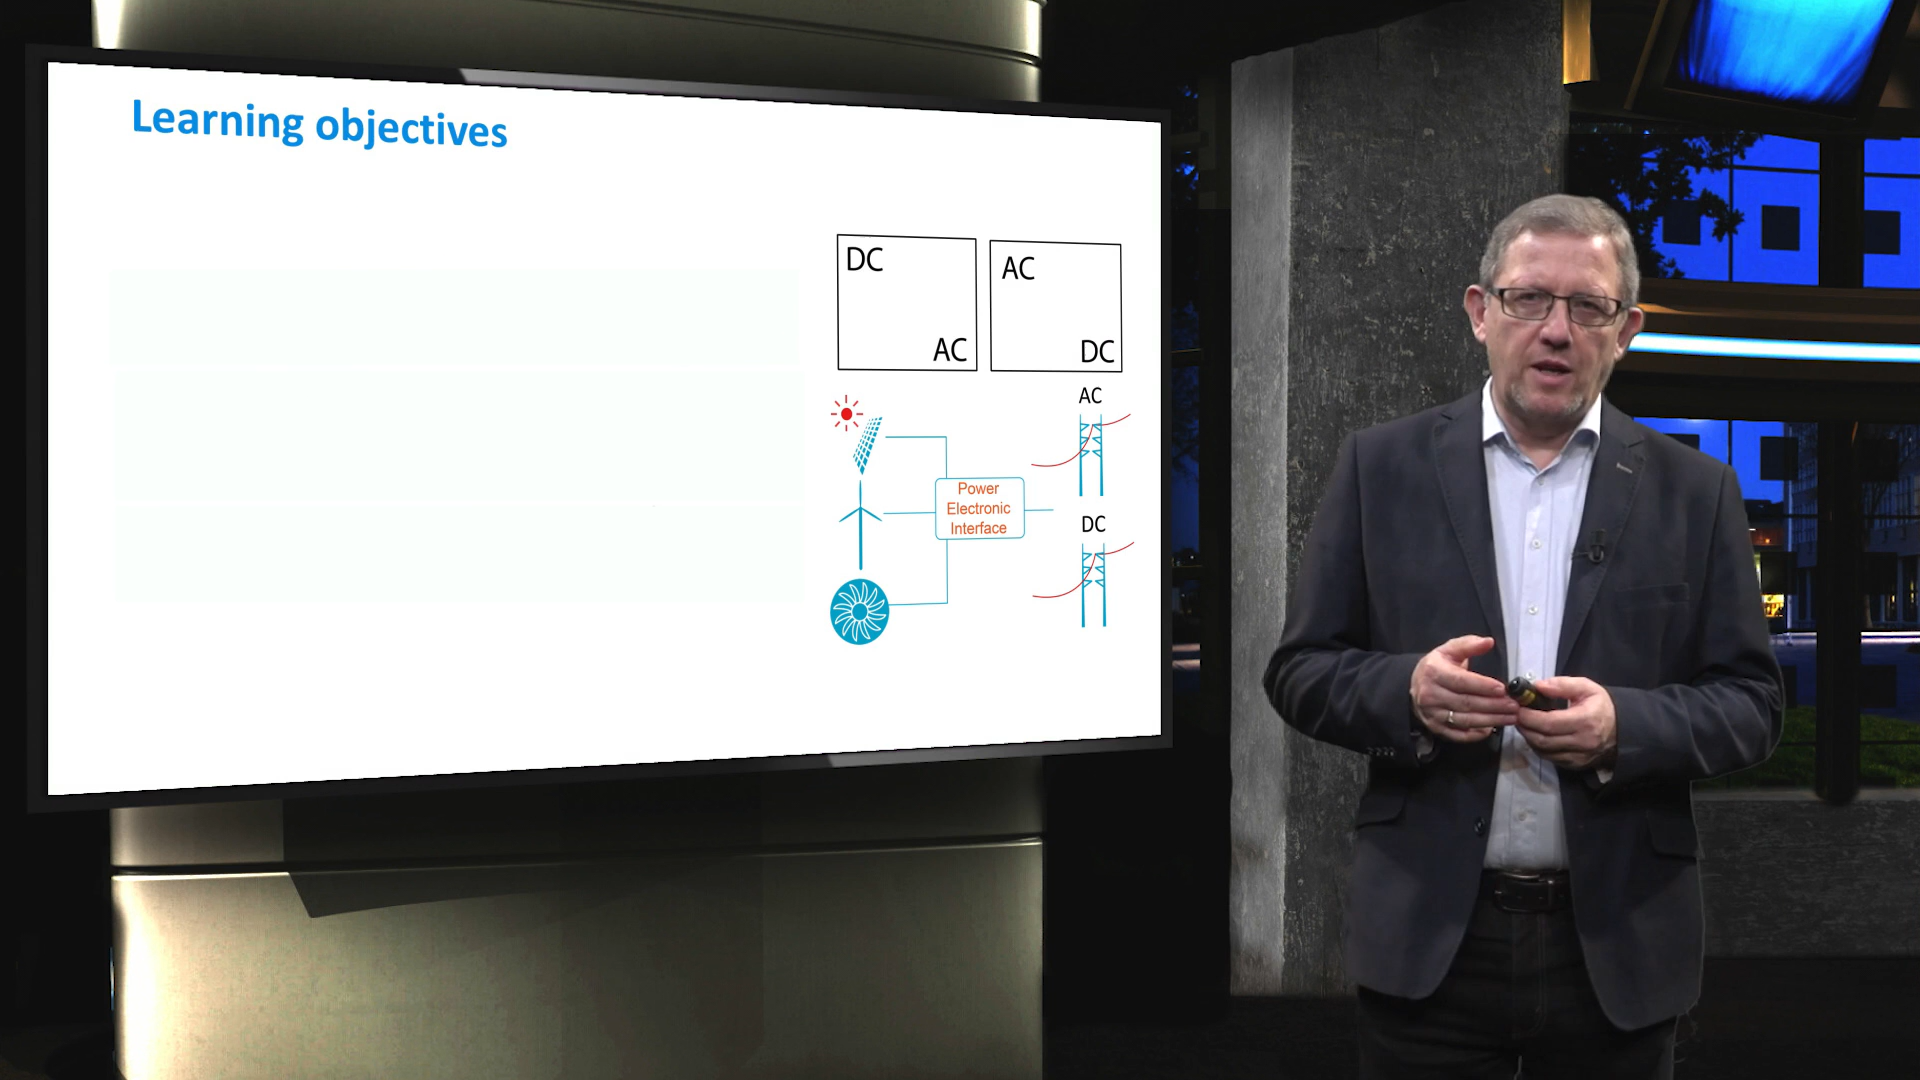 Learning objectives
DC
AC
AC
DC
AC
Power
Electronic
Interface
DC